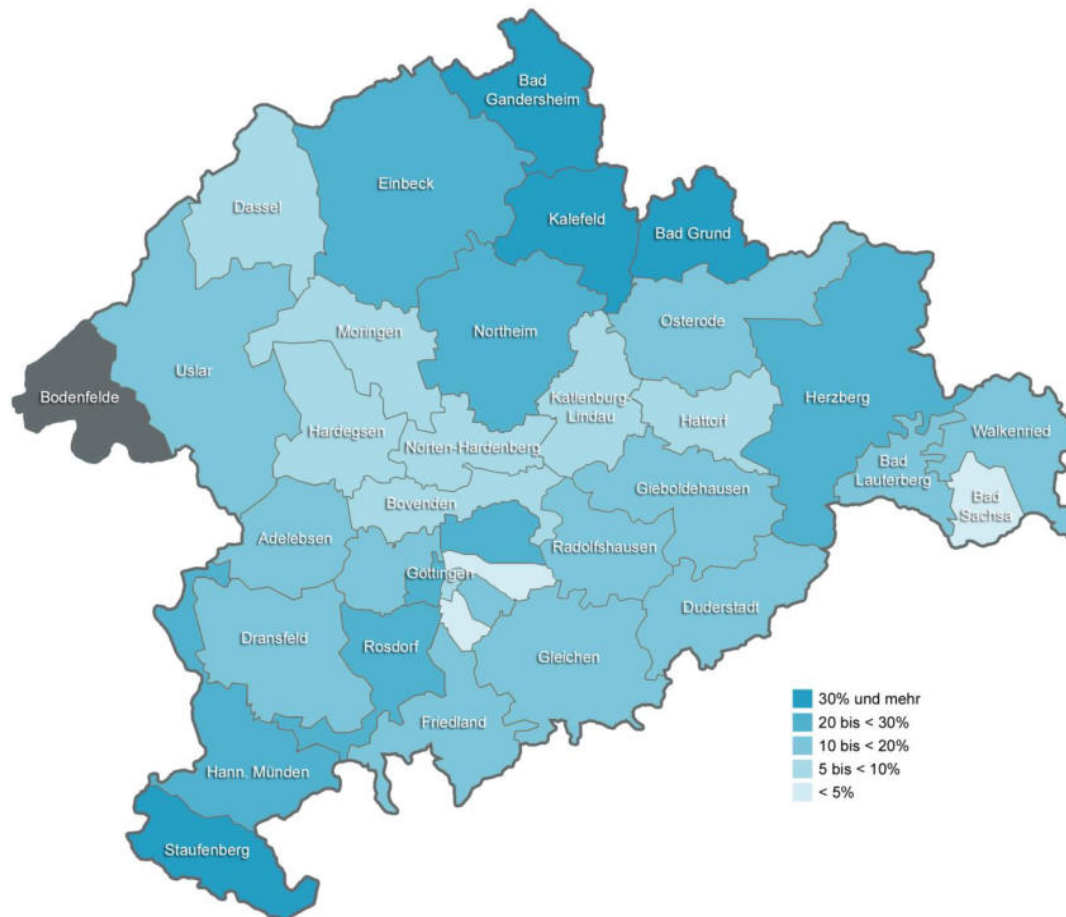 Bad
Gandersheim
Einbeck
Dassel
Kalefeld
Bad Grund
Osterode
Moringen
Northeim
Uslar
Bodenfelde
Katlenburg-
Lindau
Herzberg
Hattorf
Hardegsen
Nörten-Hardenberg
Walkenried
Bad
Lauterberg
Bad
Sachsa
Gieboldehausen
Bovenden
Adelebsen
Radolfshausen
Göttingen
Duderstadt
Dransfeld
Rosdorf
Gleichen
Friedland
Hann. Münden
Staufenberg
30% und mehr
20 bis < 30%
10 bis < 20%
5 bis < 10%
< 5%